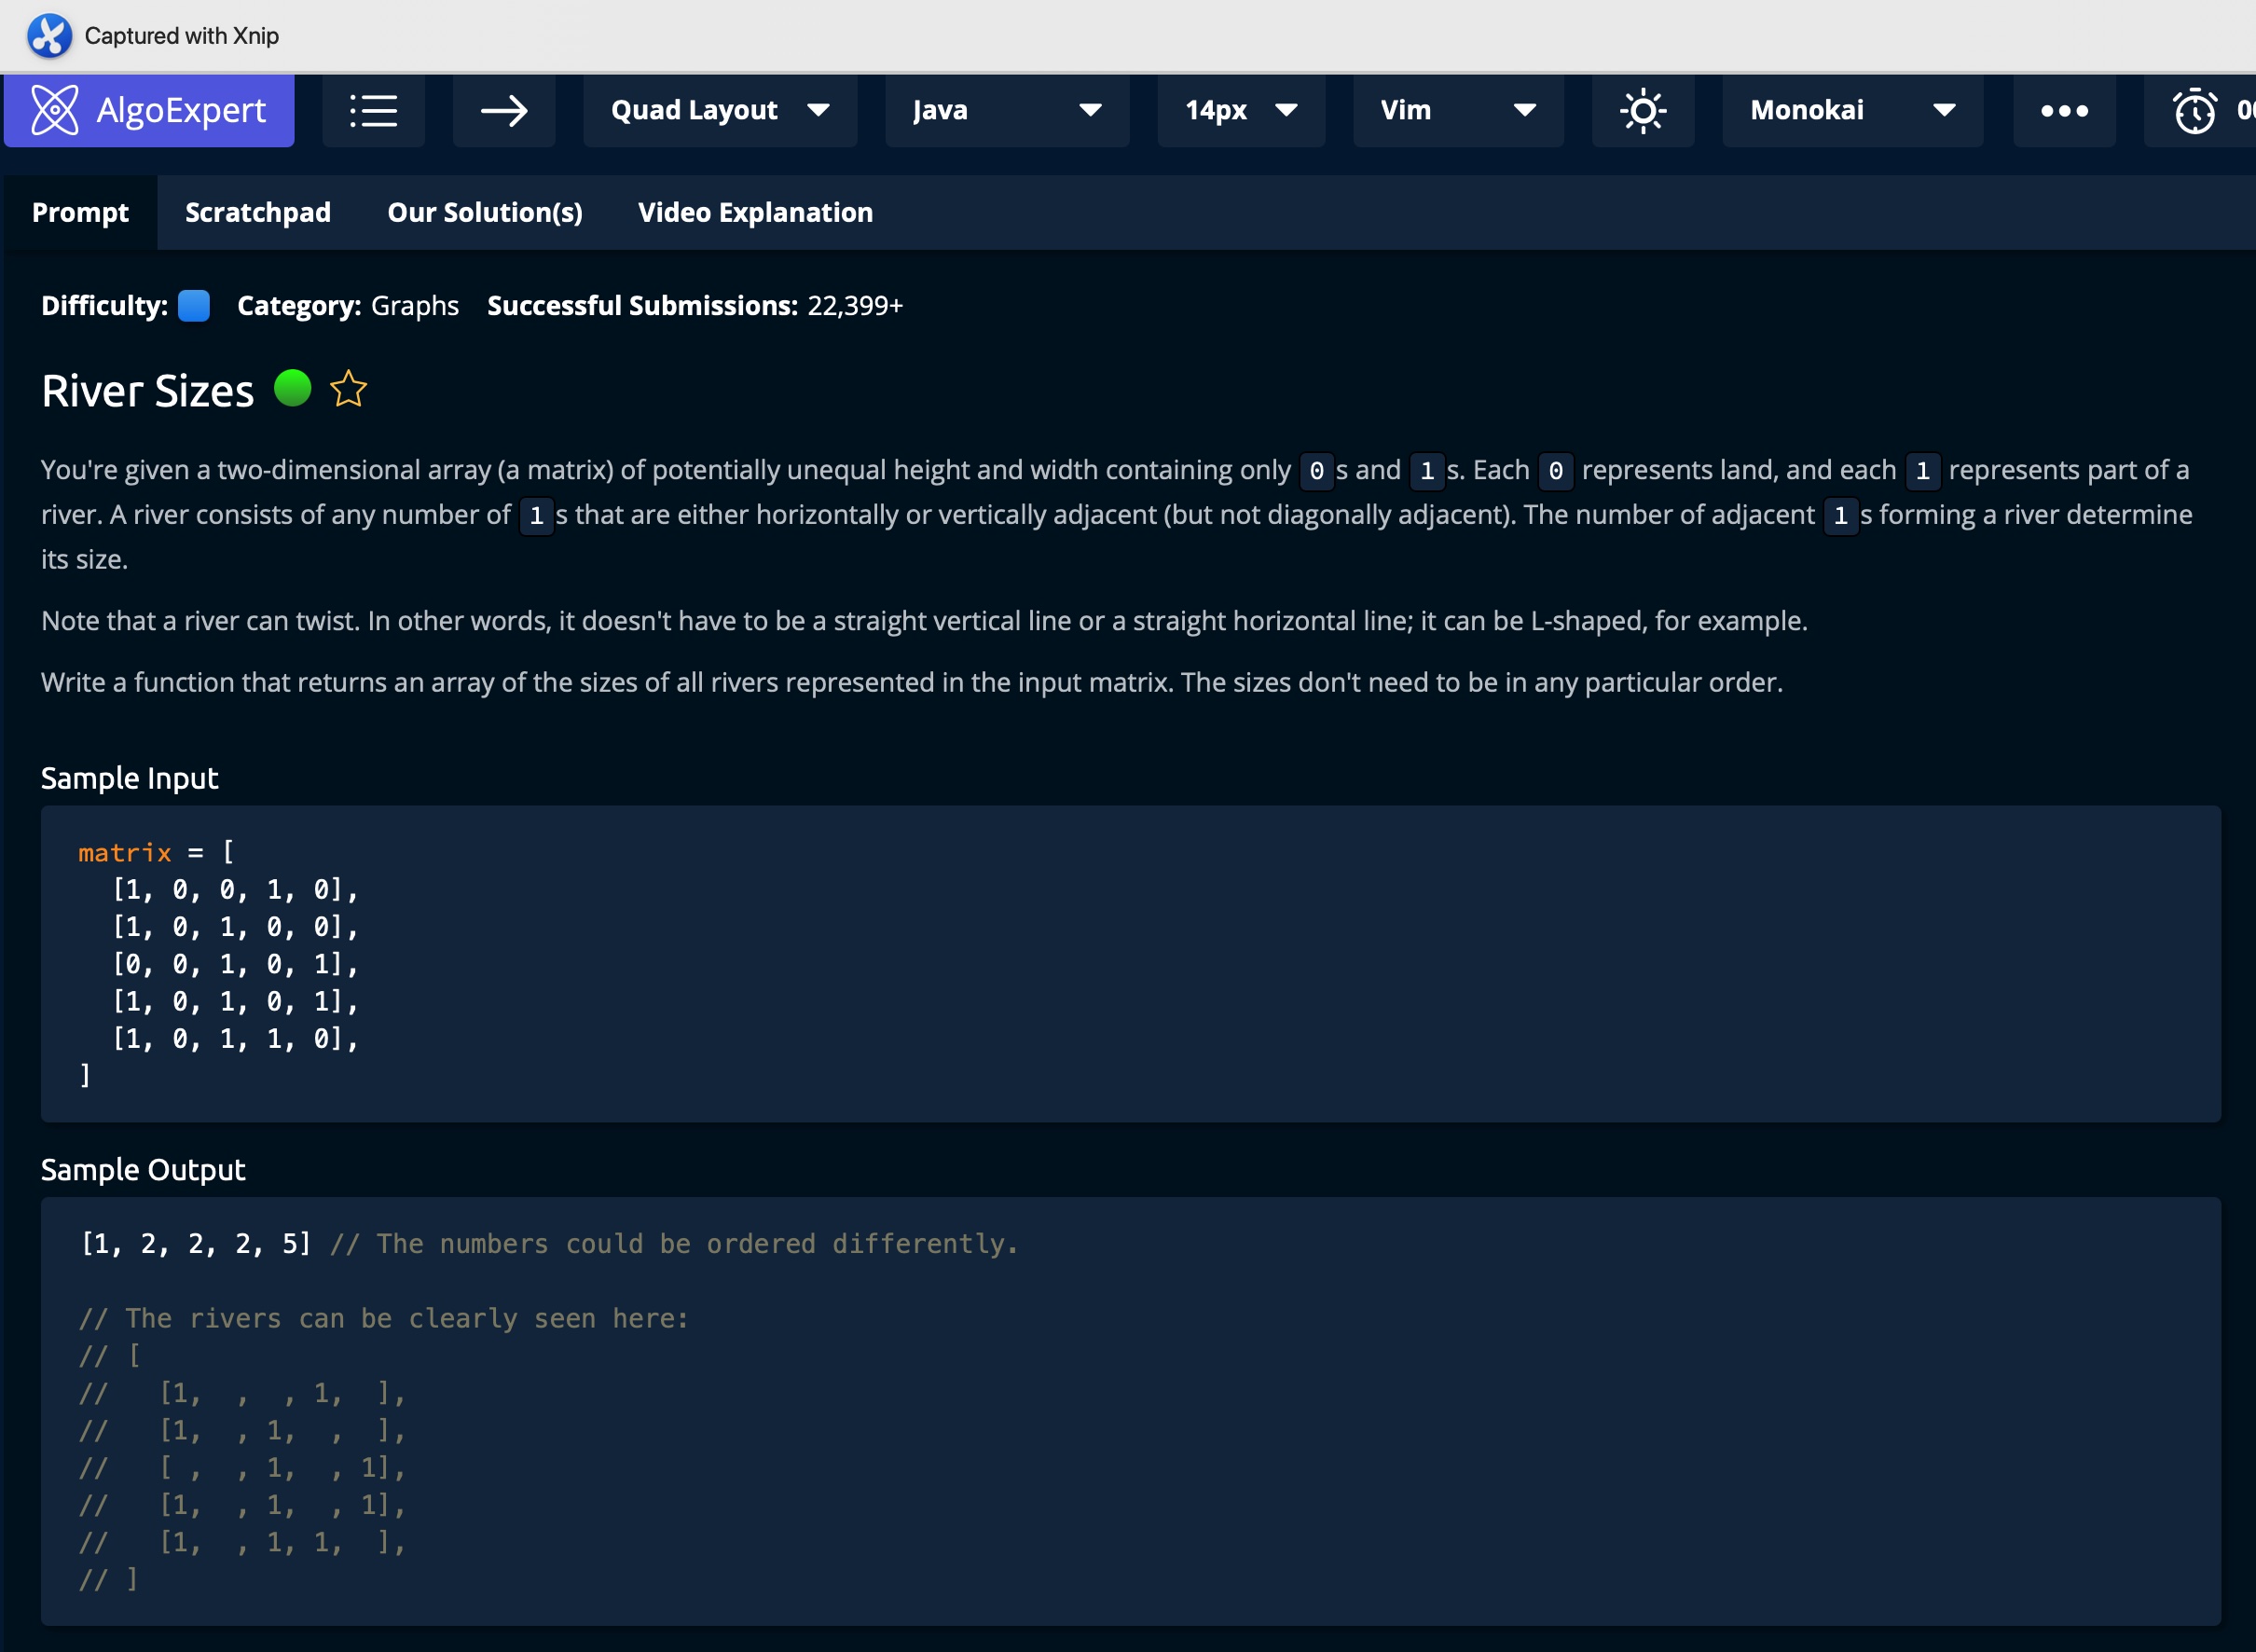 Captured with Xnip
AlgoExpert
Quad Layout
Java
14px
Vim
Monokai
Prompt Scratchpad Our Solution(s) Video Explanation
Difficulty: Category: Graphs Successful Submissions: 22,399+
River Sizes
You're given a two-dimensional array (a matrix) of potentially unequal height and width containing only 0s and 1s. Each 0 represents land, and each 1 represents part of a
river. A river consists of any number of 1s that are either horizontally or vertically adjacent (but not diagonally adjacent). The number of adjacent 1s forming a river determine
its size.
Note that a river can twist. In other words, it doesn't have to be a straight vertical line or a straight horizontal line; it can be L-shaped, for example.
Write a function that returns an array of the sizes of all rivers represented in the input matrix. The sizes don't need to be in any particular order.
Sample Input
matrix = [
[1, 0, 0, 1, 0],
[1, 0, 1, 0, 0],
[0, 0, 1, 0, 1],
[1, 0, 1, 0, 1],
[1, 0, 1, 1, 0],
]
Sample Output
[1, 2, 2, 2, 5] // The numbers could be ordered differently.
// The rivers can be clearly seen here:
// [
//   [1,  ,  , 1,  ],
//   [1,  , 1,  ,  ],
//   [ ,  , 1,  , 1],
//   [1,  , 1,  , 1],
//   [1,  , 1, 1,  ],
// ]